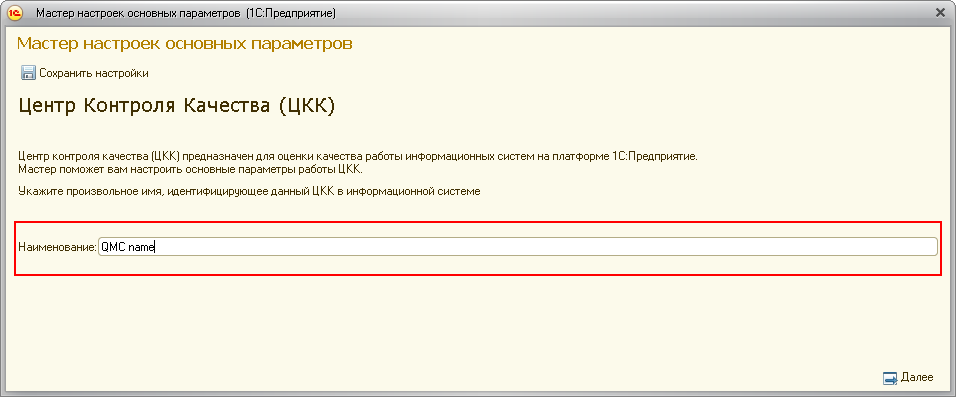 Мастер настроек основных параметров (1С:Предприятие)
Мастер настроек основных параметров
Сохранить настройки
Центр Контроля Качества (ЦКК)
Центр контроля качества (ЦКК) предназначен для оценки качества работы информационных систем на платформе 1С:Предприятие.
Мастер поможет вам настроить основные параметры работы ЦКК.
Укажите произвольное имя, идентифицирующее данный ЦКК в информационной системе
Наименование: QMC name
Далее